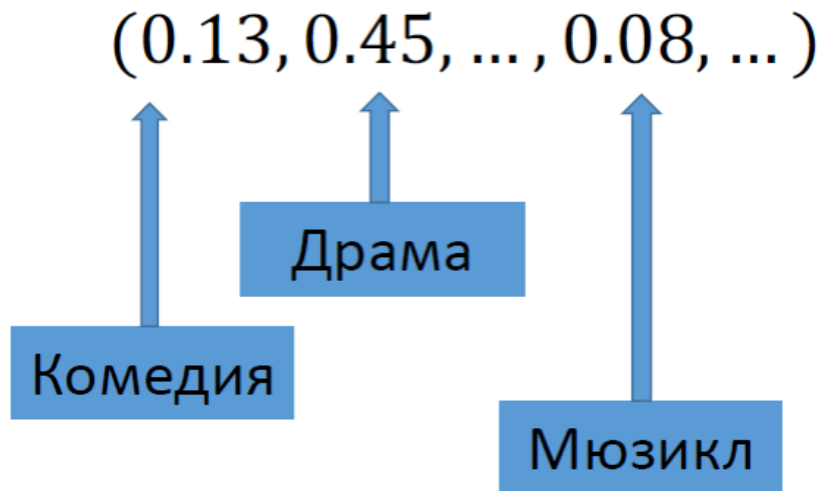 (0.13, 0.45, … , 0.08, … )
Драма
Комедия
Мюзикл